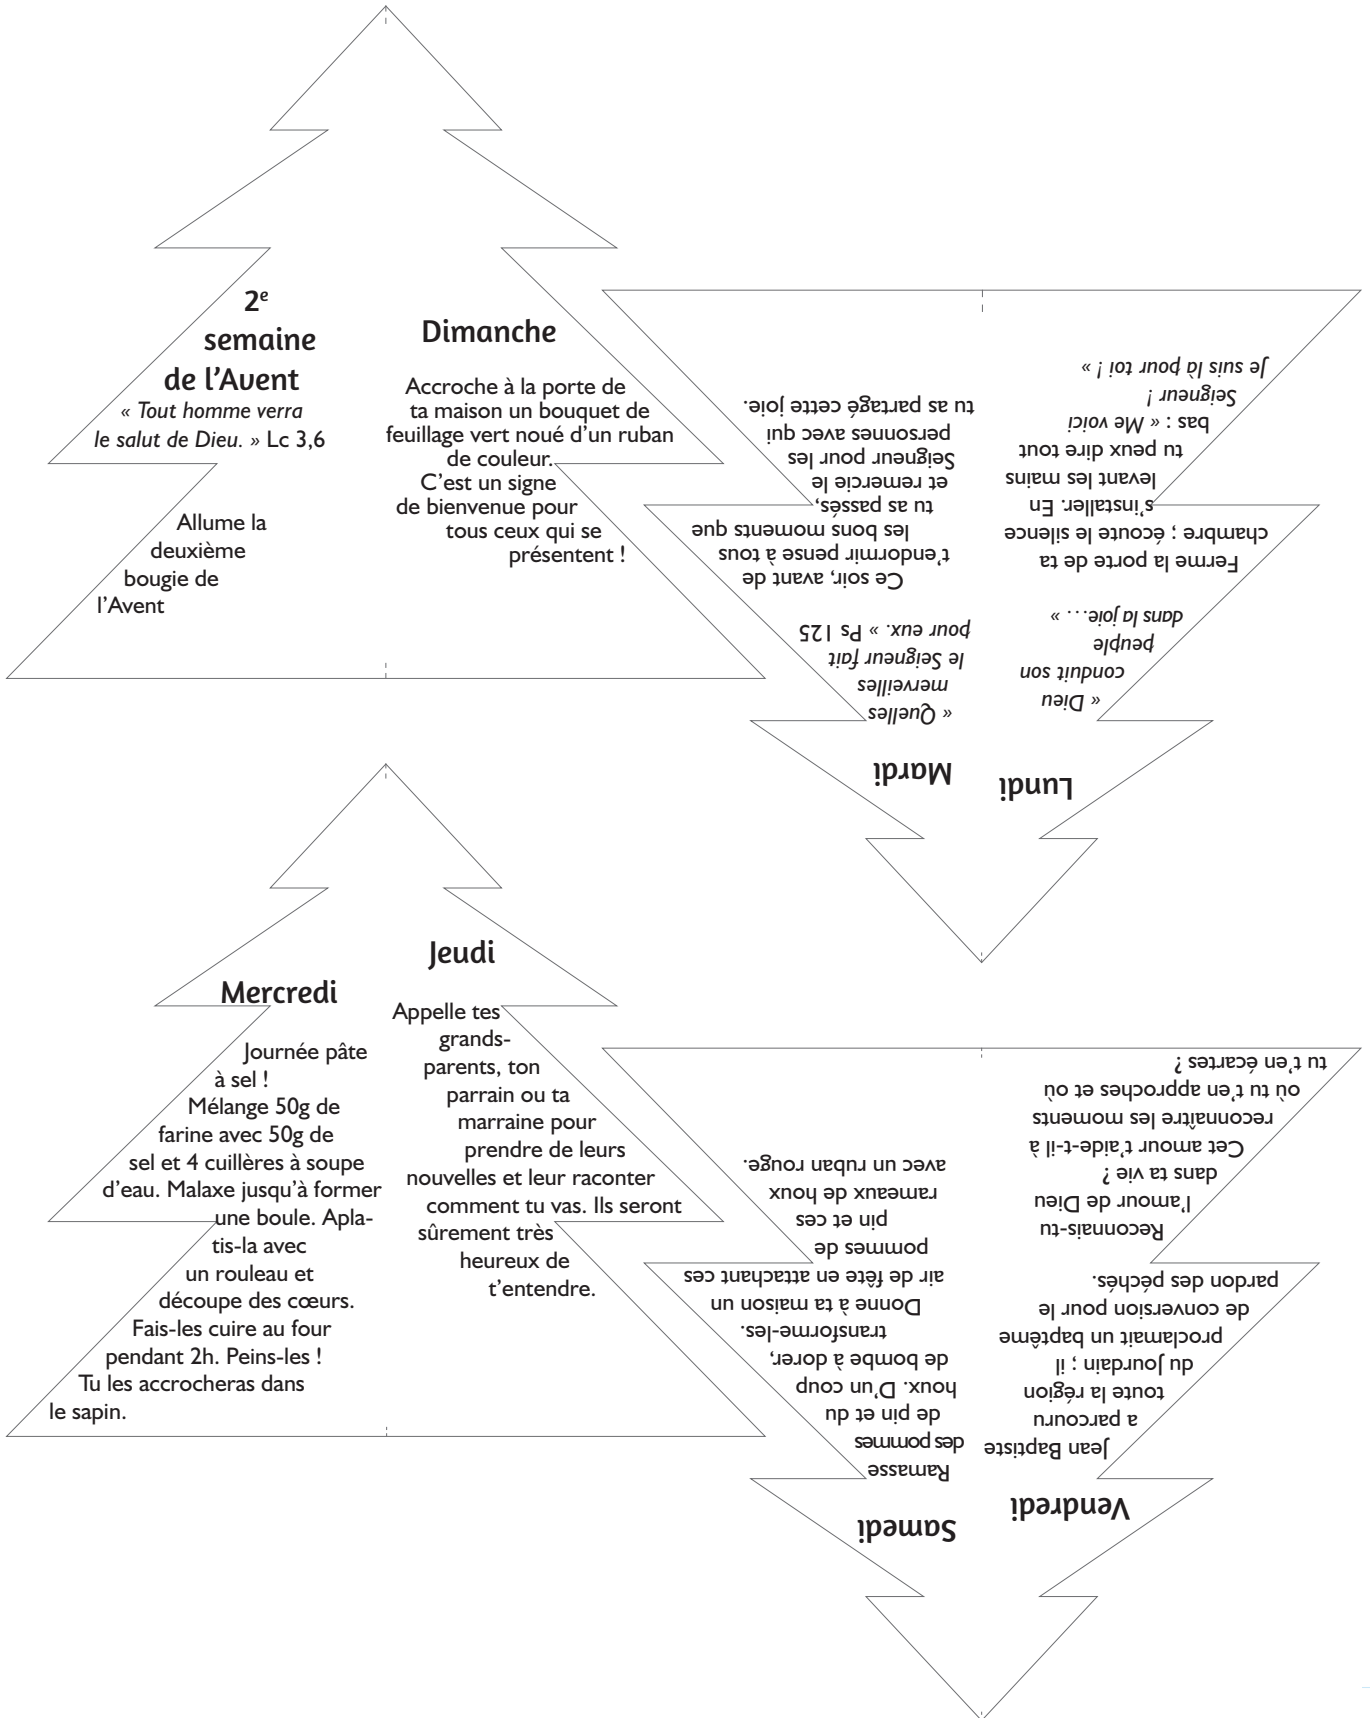 2e
semaine
de l'Avent
« Tout homme verra
le salut de Dieu. » Lc 3,6
Allume la
deuxième
bougie de
l'Avent
Dimanche
Accroche à la porte de
ta maison un bouquet de
feuillage vert noué d'un ruban
de couleur.
C'est un signe
de bienvenue pour
tous ceux qui se
présentent !
Lundi
« Dieu
conduit son
peuple
dans la joie… »
Ferme la porte de ta
chambre ; écoute le silence
s'installer. En
levant les mains
tu peux dire tout
bas : « Me voici
Seigneur !
Je suis là pour toi ! »
Mardi
« Quelles
merveilles
le Seigneur fait
pour eux. » Ps 125
Ce soir, avant de
t'endormir pense à tous
les bons moments que
tu as passés,
et remercie le
Seigneur pour les
personnes avec qui
tu as partagé cette joie.
Mercredi
Journée pâte
à sel !
Mélange 50g de
farine avec 50g de
sel et 4 cuillères à soupe
d'eau. Malaxe jusqu'à former
une boule. Apla-
tis-la avec
un rouleau et
découpe des cœurs.
Fais-les cuire au four
pendant 2h. Peins-les !
Tu les accrocheras dans
le sapin.
Jeudi
Appelle tes
grands-
parents, ton
parrain ou ta
marraine pour
prendre de leurs
nouvelles et leur raconter
comment tu vas. Ils seront
sûrement très
heureux de
t'entendre.
Vendredi
Jean Baptiste
a parcouru
toute la région
du Jourdain ; il
proclamait un baptême
de conversion pour le
pardon des péchés.
Reconnais-tu
l'amour de Dieu
dans ta vie ?
Cet amour t'aide-t-il à
reconnaître les moments
où tu t'en approches et où
tu t'en écartes ?
Samedi
Ramasse
des pommes
de pin et du
houx. D'un coup
de bombe à dorer,
transforme-les.
Donne à ta maison un
air de fête en attachant ces
pommes de
pin et ces
rameaux de houx
avec un ruban rouge.